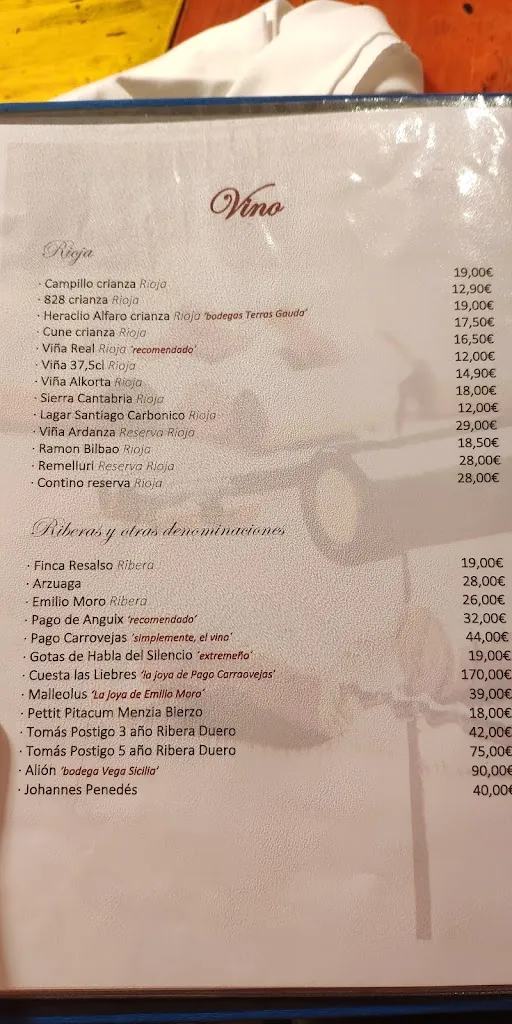 Vino
Rioja
· Campillo crianza Rioja 19,00€
· 828 crianza Rioja 12,90€
· Heraclio Alfaro crianza Rioja 'bodegas Terras Gauda' 19,00€
· Cune crianza Rioja 17,50€
· Viña Real Rioja 'recomendado' 16,50€
· Viña 37,5cl Rioja 12,00€
· Viña Alkorta Rioja 14,90€
· Sierra Cantabria Rioja 18,00€
· Lagar Santiago Carbonico Rioja 12,00€
· Viña Ardanza Reserva Rioja 29,00€
· Ramon Bilbao Rioja 18,50€
· Remelluri Reserva Rioja 28,00€
· Contino reserva Rioja 28,00€
Riberas y otras denominaciones
· Finca Resalso Ribera 19,00€
· Arzuaga 28,00€
· Emilio Moro Ribera 26,00€
· Pago de Anguix 'recomendado' 32,00€
· Pago Carrovejas 'simplemente, el vino' 44,00€
· Gotas de Habla del Silencio 'extremeño' 19,00€
· Cuesta las Liebres 'la joya de Pago Carraovejas' 170,00€
· Malleolus 'La Joya de Emilio Moro' 39,00€
· Pettit Pitacum Menzia Bierzo 18,00€
· Tomás Postigo 3 año Ribera Duero 42,00€
· Tomás Postigo 5 año Ribera Duero 75,00€
· Alión 'bodega Vega Sicilia' 90,00€
· Johannes Penedés 40,00€